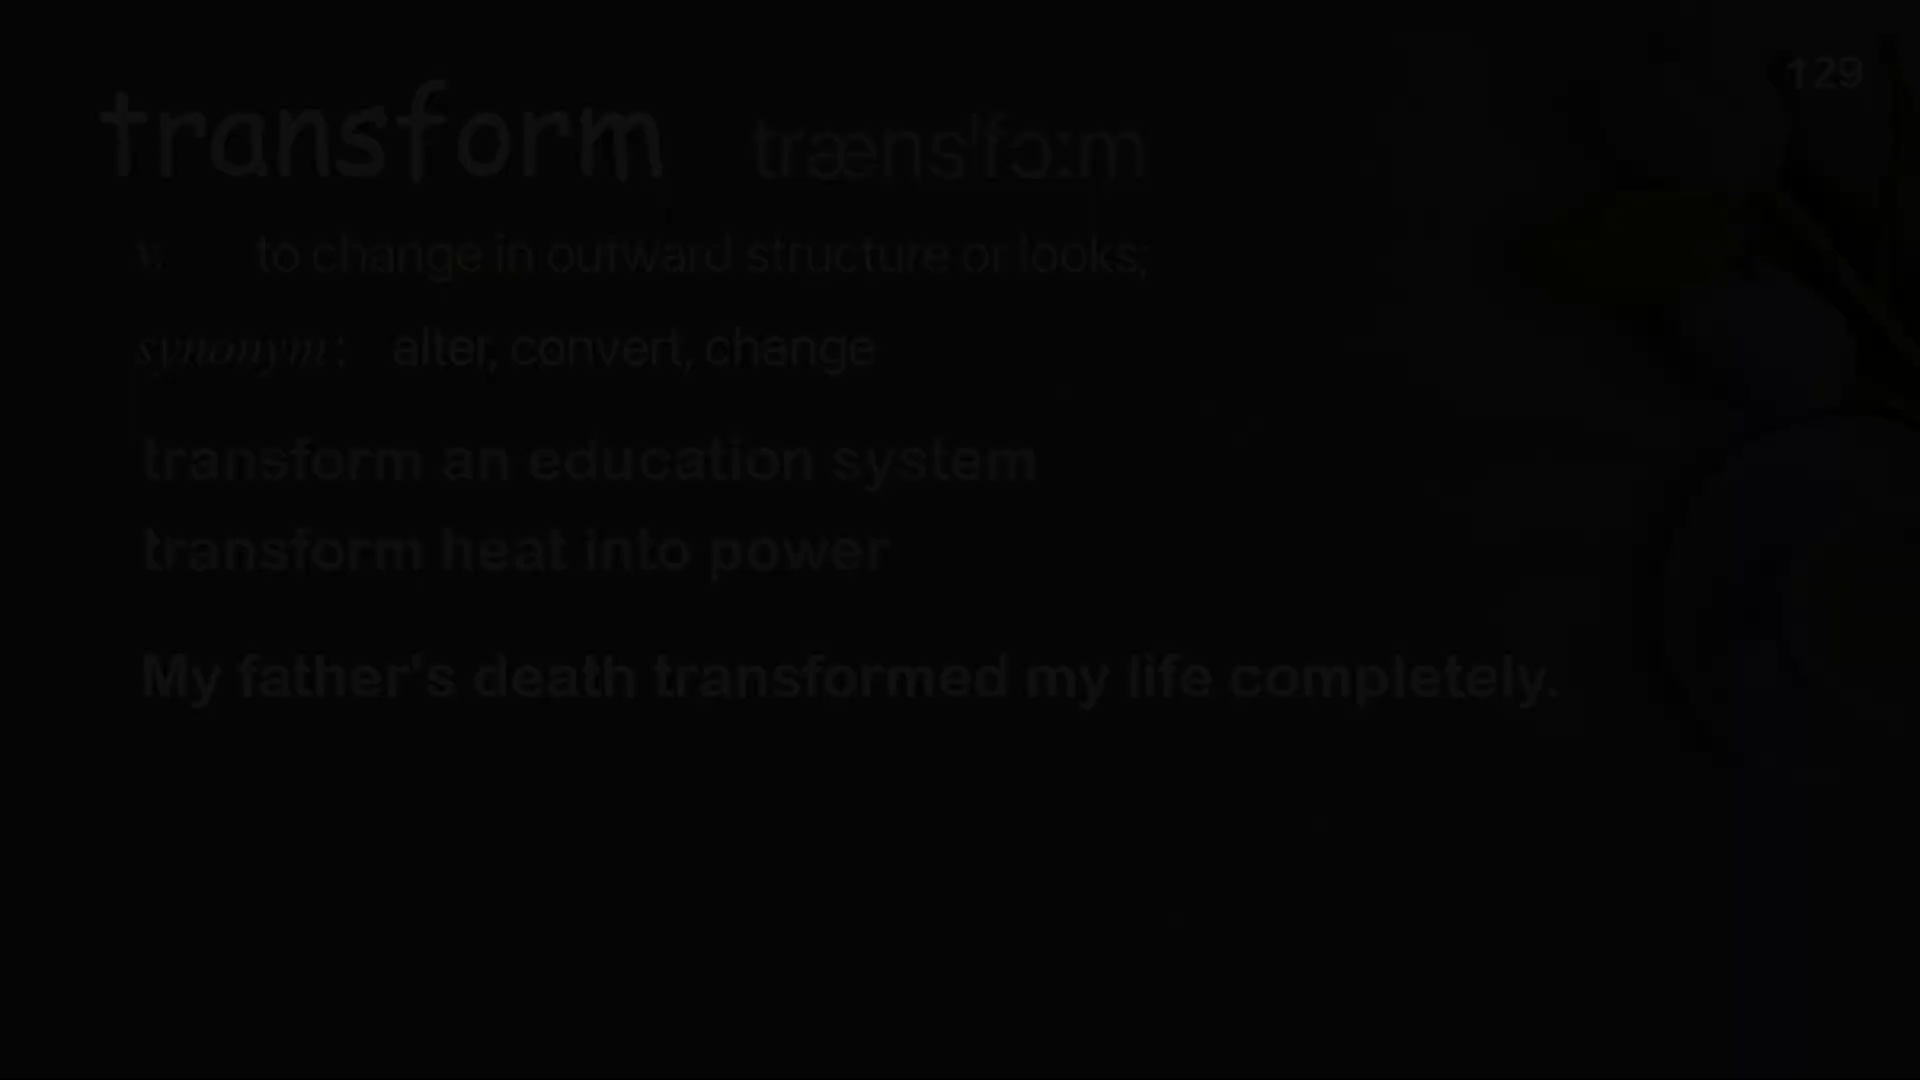 129
transform træns'fɔ:m
v. to change in outward structure or looks;
synonym: alter, convert, change
transform an education system
transform heat into power
My father's death transformed my life completely.